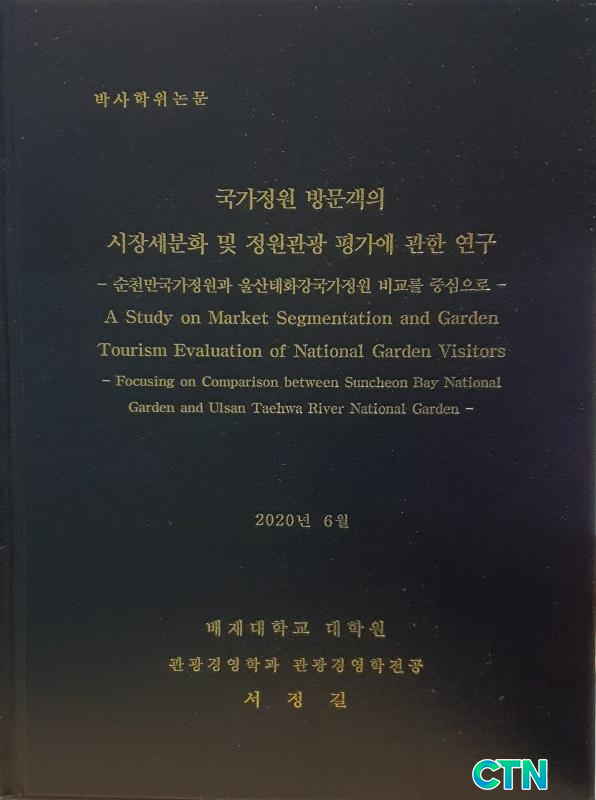 박사학위논문
국가정원 방문객의
시장세분화 및 정원관광 평가에 관한 연구
- 순천만국가정원과 울산태화강국가정원 비교를 중심으로 -
A Study on Market Segmentation and Garden
Tourism Evaluation of National Garden Visitors
- Focusing on Comparison between Suncheon Bay National
Garden and Ulsan Taehwa River National Garden -
2020년 6월
배재대학교 대학원
관광경영학과 관광경영학전공
서 정 길
CTN